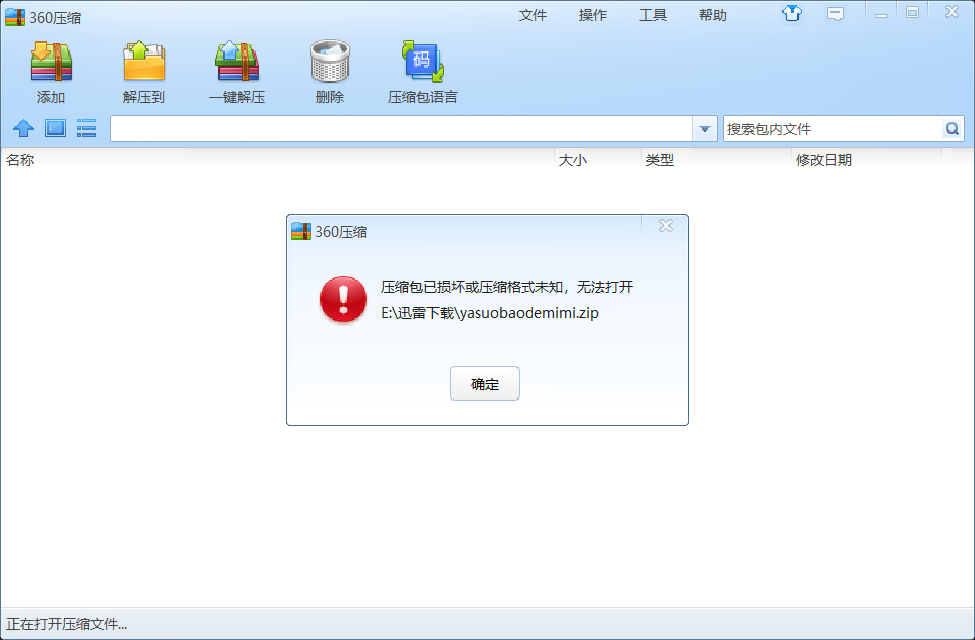 360压缩
文件 操作 工具 帮助
添加 解压到 一键解压 删除 压缩包语言
码
搜索包内文件
名称 大小 类型 修改日期
360压缩
压缩包已损坏或压缩格式未知，无法打开
E:\迅雷下载\yasuobaodemimi.zip
确定
正在打开压缩文件...